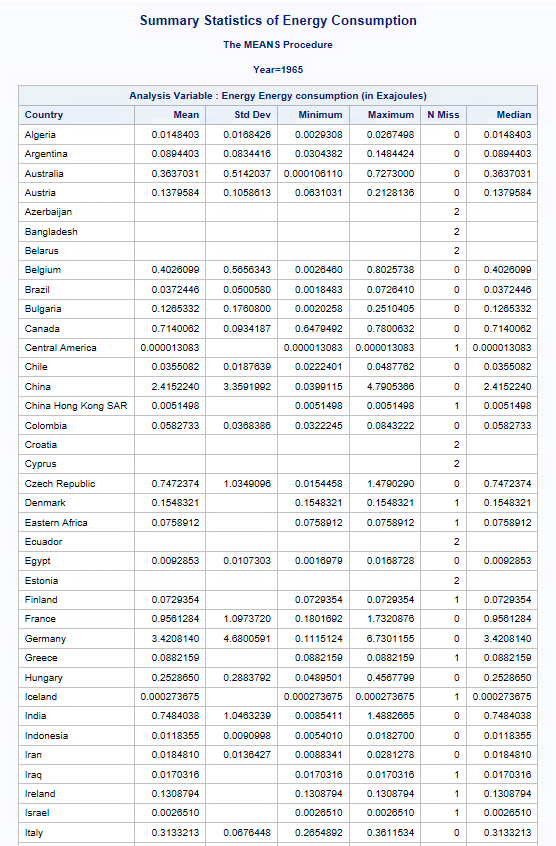 Summary Statistics of Energy Consumption
The MEANS Procedure
Year=1965
Analysis Variable : Energy Energy consumption (in Exajoules)
Country Mean Std Dev Minimum Maximum N Miss Median
Algeria 0.0148403 0.0168426 0.0029308 0.0267498 0 0.0148403
Argentina 0.0894403 0.0834416 0.0304382 0.1484424 0 0.0894403
Australia 0.3637031 0.5142037 0.000106110 0.7273000 0 0.3637031
Austria 0.1379584 0.1058613 0.0631031 0.2128136 0 0.1379584
Azerbaijan 2
Bangladesh 2
Belarus 2
Belgium 0.4026099 0.5656343 0.0026460 0.8025738 0 0.4026099
Brazil 0.0372446 0.0500580 0.0018483 0.0726410 0 0.0372446
Bulgaria 0.1265332 0.1760800 0.0020258 0.2510405 0 0.1265332
Canada 0.7140062 0.0934187 0.6479492 0.7800632 0 0.7140062
Central America 0.000013083 0.000013083 0.000013083 1 0.000013083
Chile 0.0355082 0.0187639 0.0222401 0.0487762 0 0.0355082
China 2.4152240 3.3591992 0.0399115 4.7905366 0 2.4152240
China Hong Kong SAR 0.0051498 0.0051498 0.0051498 1 0.0051498
Colombia 0.0582733 0.0368386 0.0322245 0.0843222 0 0.0582733
Croatia 2
Cyprus 2
Czech Republic 0.7472374 1.0349096 0.0154458 1.4790290 0 0.7472374
Denmark 0.1548321 0.1548321 0.1548321 1 0.1548321
Eastern Africa 0.0758912 0.0758912 0.0758912 1 0.0758912
Ecuador 2
Egypt 0.0092853 0.0107303 0.0016979 0.0168728 0 0.0092853
Estonia 2
Finland 0.0729354 0.0729354 0.0729354 1 0.0729354
France 0.9561284 1.0973720 0.1801692 1.7320876 0 0.9561284
Germany 3.4208140 4.6800591 0.1115124 6.7301155 0 3.4208140
Greece 0.0882159 0.0882159 0.0882159 1 0.0882159
Hungary 0.2528650 0.2883792 0.0489501 0.4567799 0 0.2528650
Iceland 0.000273675 0.000273675 0.000273675 1 0.000273675
India 0.7484038 1.0463239 0.0085411 1.4882665 0 0.7484038
Indonesia 0.0118355 0.0090998 0.0054010 0.0182700 0 0.0118355
Iran 0.0184810 0.0136427 0.0088341 0.0281278 0 0.0184810
Iraq 0.0170316 0.0170316 0.0170316 1 0.0170316
Ireland 0.1308794 0.1308794 0.1308794 1 0.1308794
Israel 0.0026510 0.0026510 0.0026510 1 0.0026510
Italy 0.3133213 0.0676448 0.2654892 0.3611534 0 0.3133213